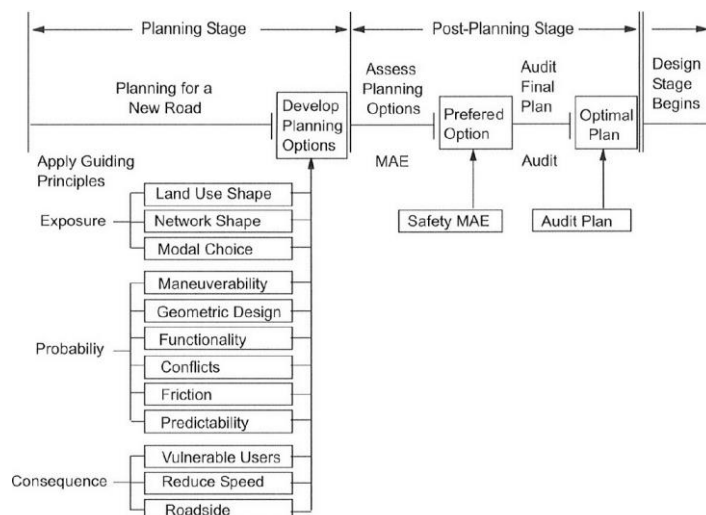 Planning Stage
Post-Planning Stage
Planning for a
New Road
Develop
Planning
Options
Assess
Planning
Options
MAE
Prefered
Option
Audit
Final
Plan
Audit
Optimal
Plan
Design
Stage
Begins
Safety MAE
Audit Plan
Apply Guiding
Principles
Exposure
Land Use Shape
Network Shape
Modal Choice
Probabiliy
Maneuverability
Geometric Design
Functionality
Conflicts
Friction
Predictability
Consequence
Vulnerable Users
Reduce Speed
Roadside